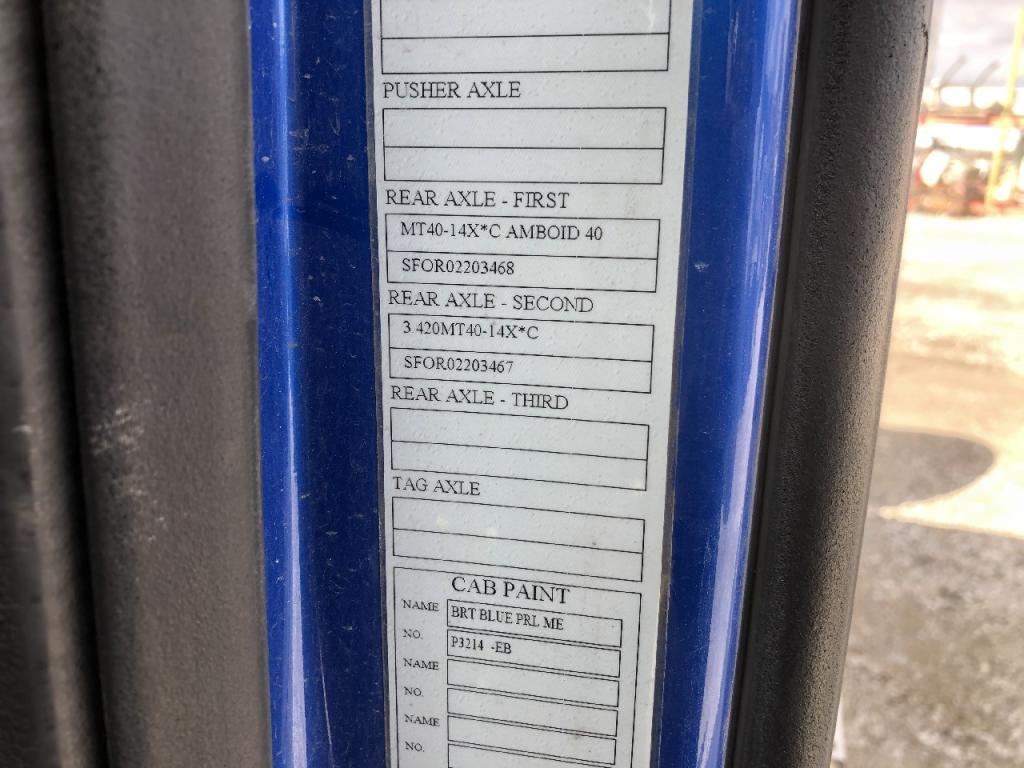 PUSHER AXLE
REAR AXLE - FIRST
MT40-14X*C AMBOID 40
SFOR02203468
REAR AXLE - SECOND
3.420MT40-14X*C
SFOR02203467
REAR AXLE - THIRD
TAG AXLE
CAB PAINT
NAME BRT BLUE PRL ME
NO. P3214 -EB
NAME
NO.
NAME
NO.